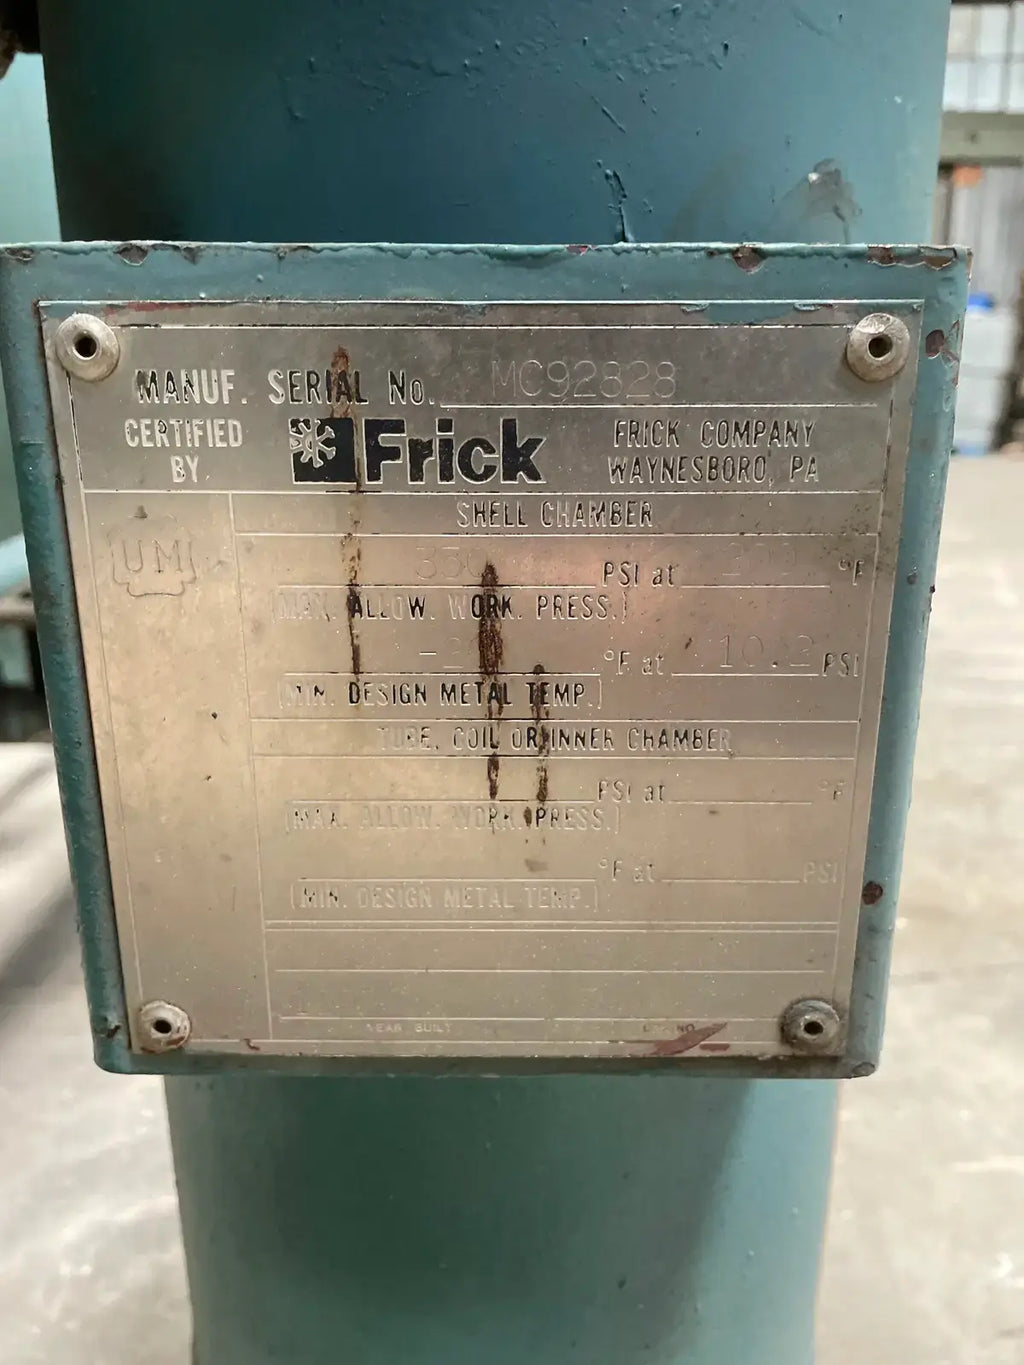 MANUF. SERIAL No. MC92828
CERTIFIED BY
Frick
FRICK COMPANY
WAYNESBORO, PA
SHELL CHAMBER
UM
PSI at °F
(MAX. ALLOW. WORK. PRESS.)
°F at 10.2 PSI
(MIN. DESIGN METAL TEMP.)
TUBE, COIL OR INNER CHAMBER
PSI at °F
(MAX. ALLOW. WORK. PRESS.)
°F at PSI
(MIN. DESIGN METAL TEMP.)
YEAR BUILT